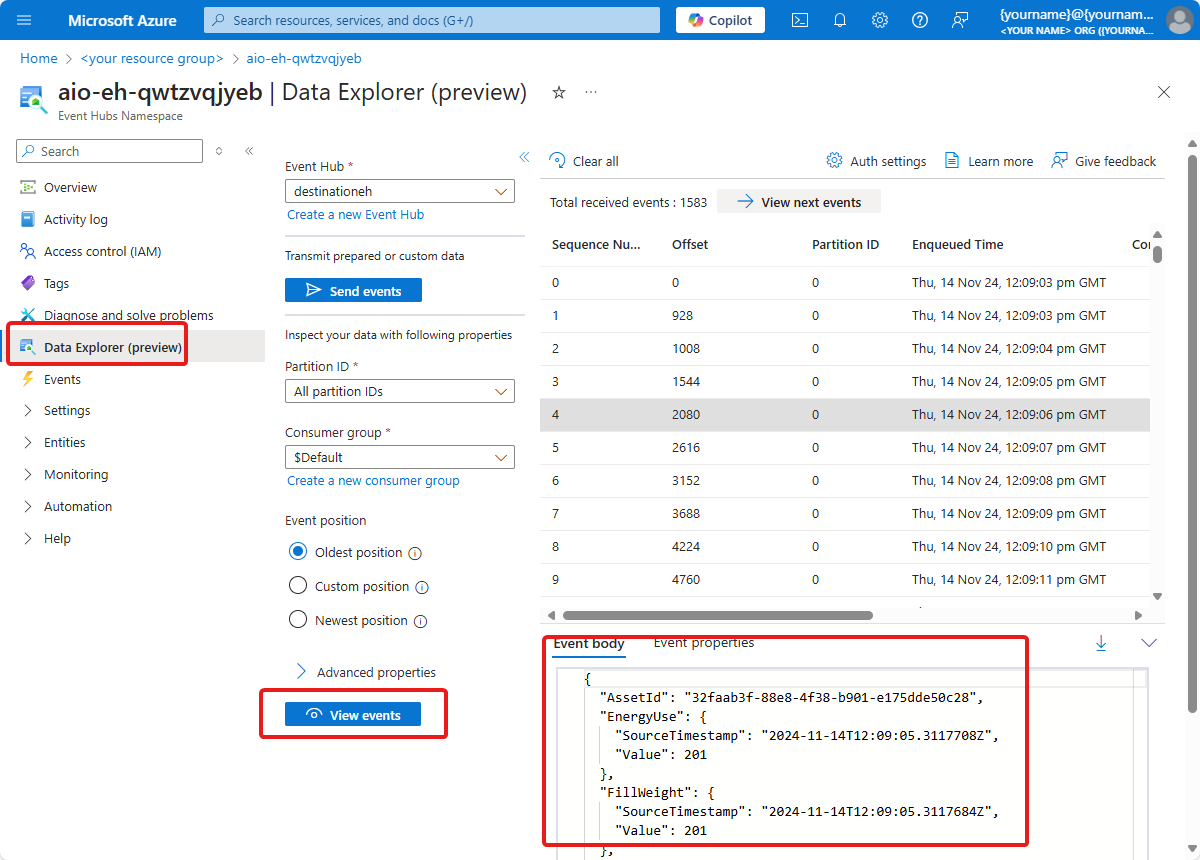 Microsoft Azure
Search resources, services, and docs (G+/)
Copilot
{yourname}@{yournam...
<YOUR NAME> ORG ({YOURNA...
Home > <your resource group> > aio-eh-qwtzvqjyeb
aio-eh-qwtzvqjyeb | Data Explorer (preview)
Event Hubs Namespace
Search
Overview
Activity log
Access control (IAM)
Tags
Diagnose and solve problems
Data Explorer (preview)
Events
Settings
Entities
Monitoring
Automation
Help
Event Hub *
destinationeh
Create a new Event Hub
Transmit prepared or custom data
Send events
Inspect your data with following properties
Partition ID *
All partition IDs
Consumer group *
$Default
Create a new consumer group
Event position
Oldest position
Custom position
Newest position
Advanced properties
View events
Clear all
Auth settings
Learn more
Give feedback
Total received events : 1583
View next events
Sequence Nu... Offset Partition ID Enqueued Time
0 0 0 Thu, 14 Nov 24, 12:09:03 pm GMT
1 928 0 Thu, 14 Nov 24, 12:09:03 pm GMT
2 1008 0 Thu, 14 Nov 24, 12:09:04 pm GMT
3 1544 0 Thu, 14 Nov 24, 12:09:05 pm GMT
4 2080 0 Thu, 14 Nov 24, 12:09:06 pm GMT
5 2616 0 Thu, 14 Nov 24, 12:09:07 pm GMT
6 3152 0 Thu, 14 Nov 24, 12:09:08 pm GMT
7 3688 0 Thu, 14 Nov 24, 12:09:09 pm GMT
8 4224 0 Thu, 14 Nov 24, 12:09:10 pm GMT
9 4760 0 Thu, 14 Nov 24, 12:09:11 pm GMT
Event body Event properties
{
"AssetId": "32faab3f-88e8-4f38-b901-e175dde50c28",
"EnergyUse": {
"SourceTimestamp": "2024-11-14T12:09:05.3117708Z",
"Value": 201
},
"FillWeight": {
"SourceTimestamp": "2024-11-14T12:09:05.3117684Z",
"Value": 201
},